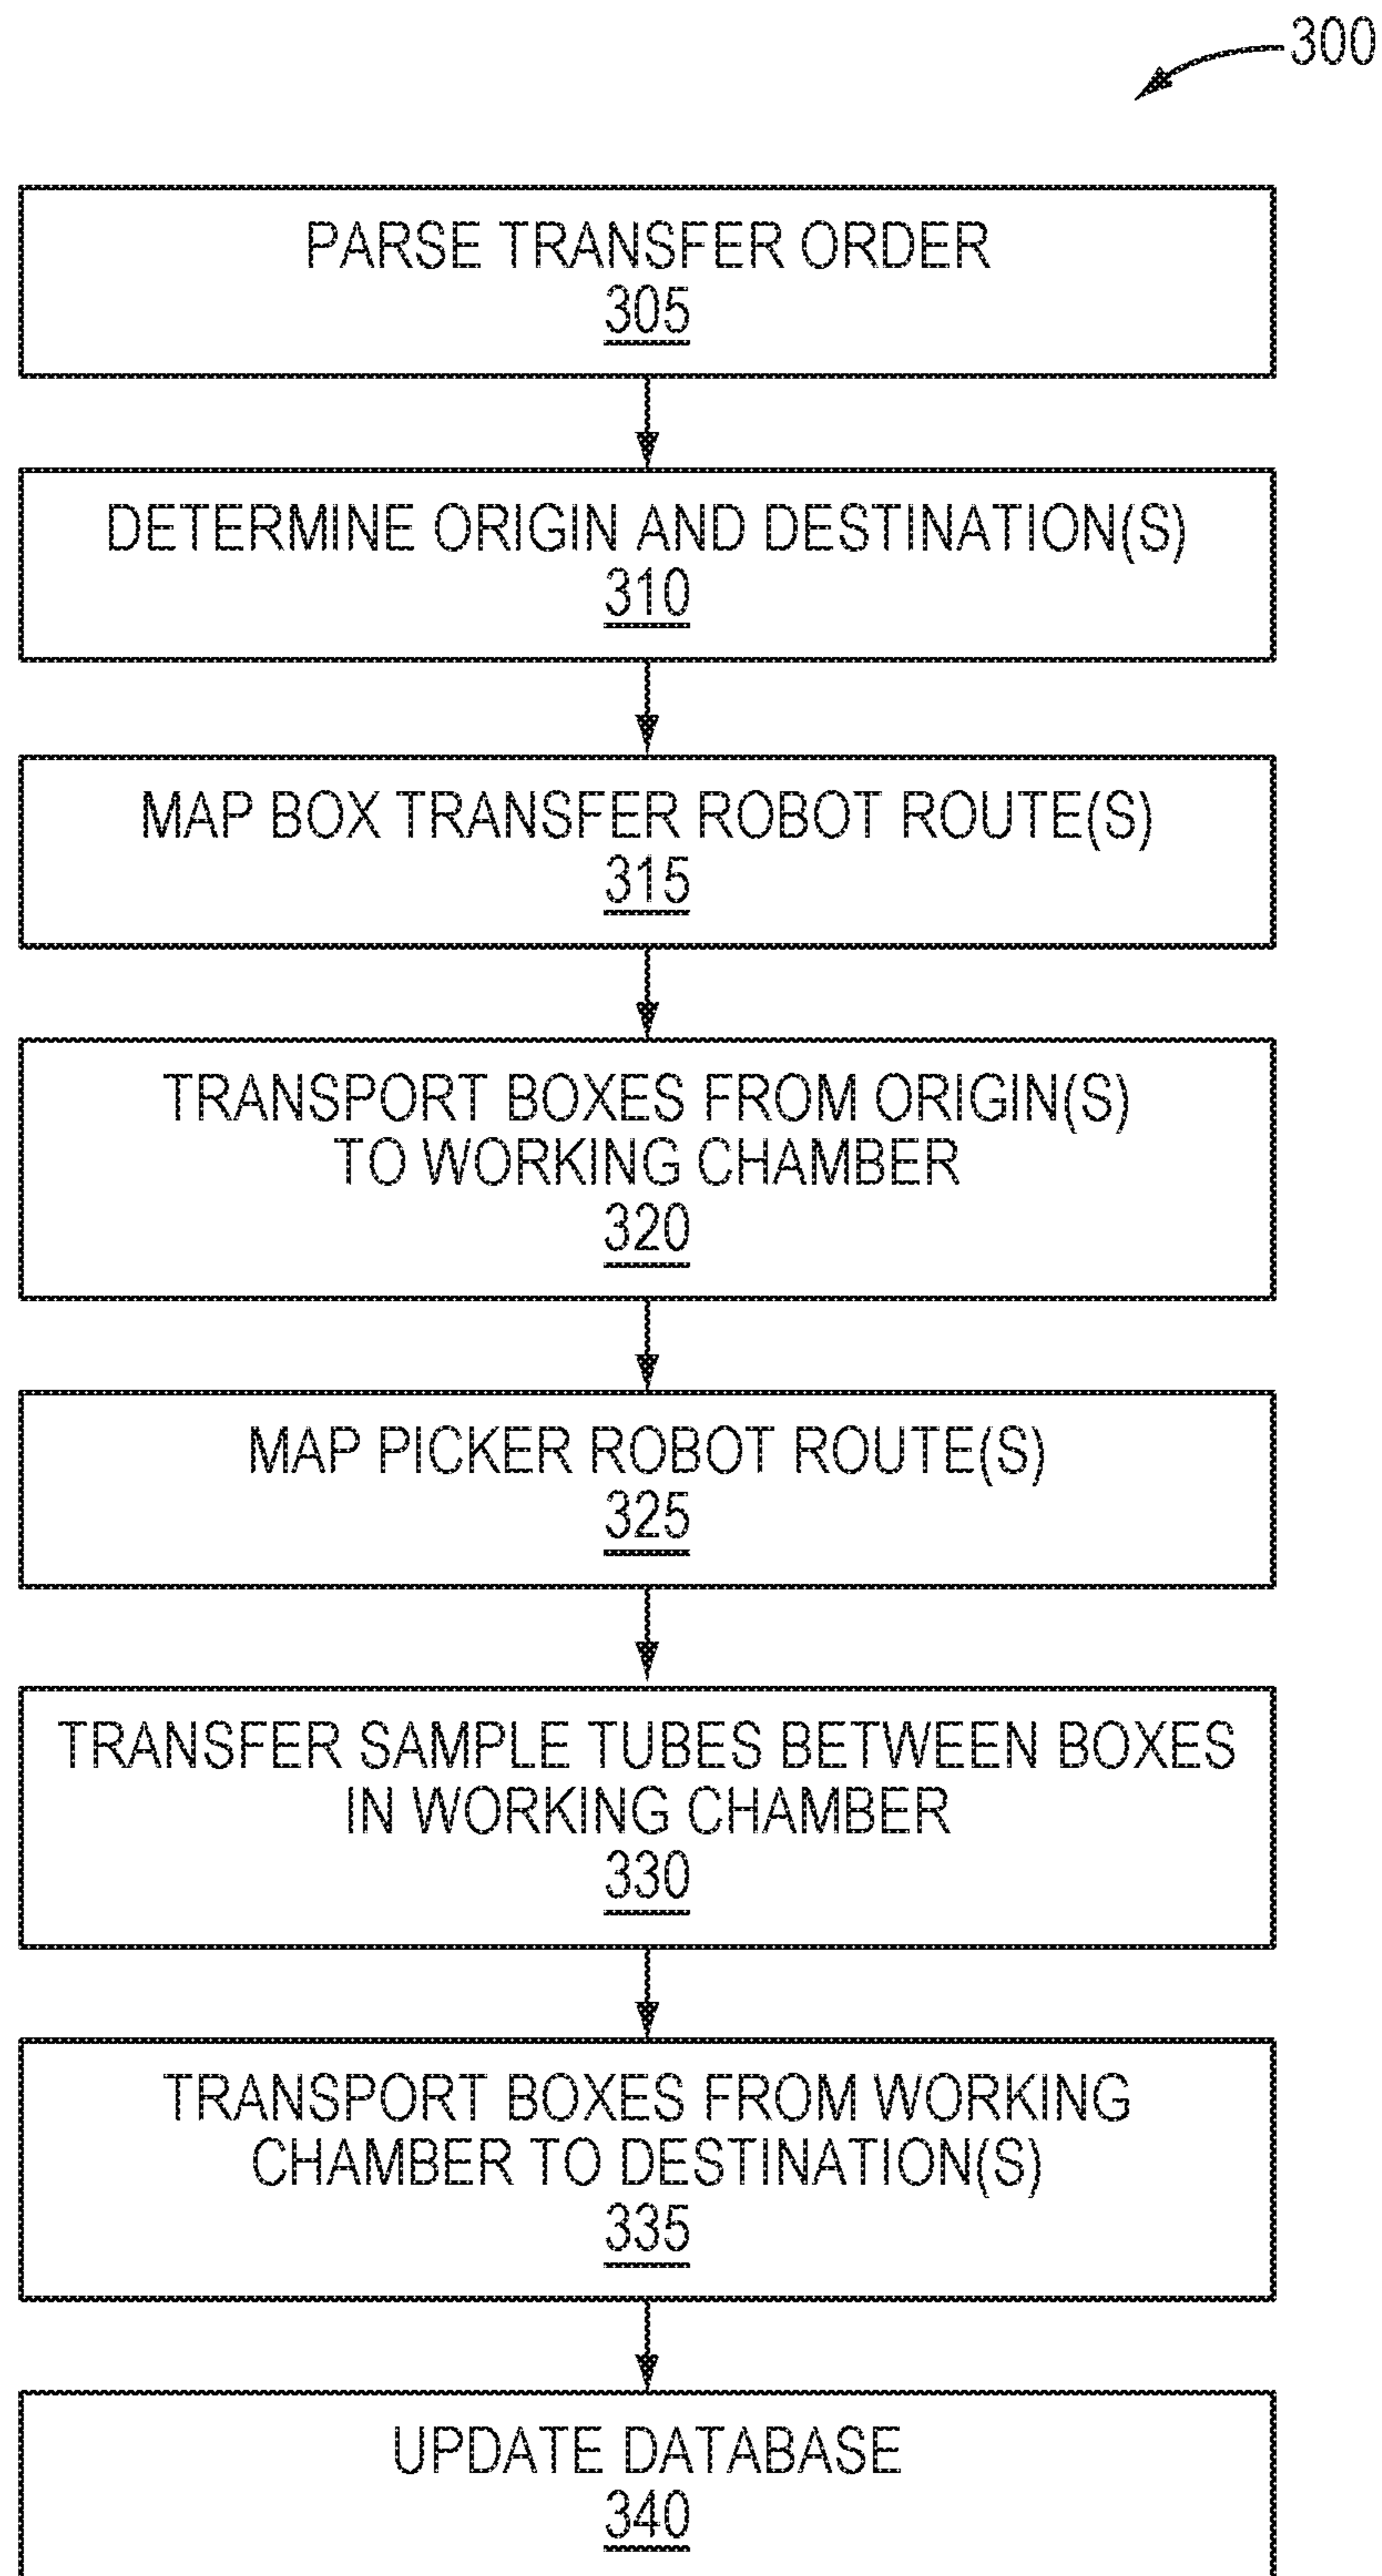 300
PARSE TRANSFER ORDER
305
DETERMINE ORIGIN AND DESTINATION(S)
310
MAP BOX TRANSFER ROBOT ROUTE(S)
315
TRANSPORT BOXES FROM ORIGIN(S)
TO WORKING CHAMBER
320
MAP PICKER ROBOT ROUTE(S)
325
TRANSFER SAMPLE TUBES BETWEEN BOXES
IN WORKING CHAMBER
330
TRANSPORT BOXES FROM WORKING
CHAMBER TO DESTINATION(S)
335
UPDATE DATABASE
340